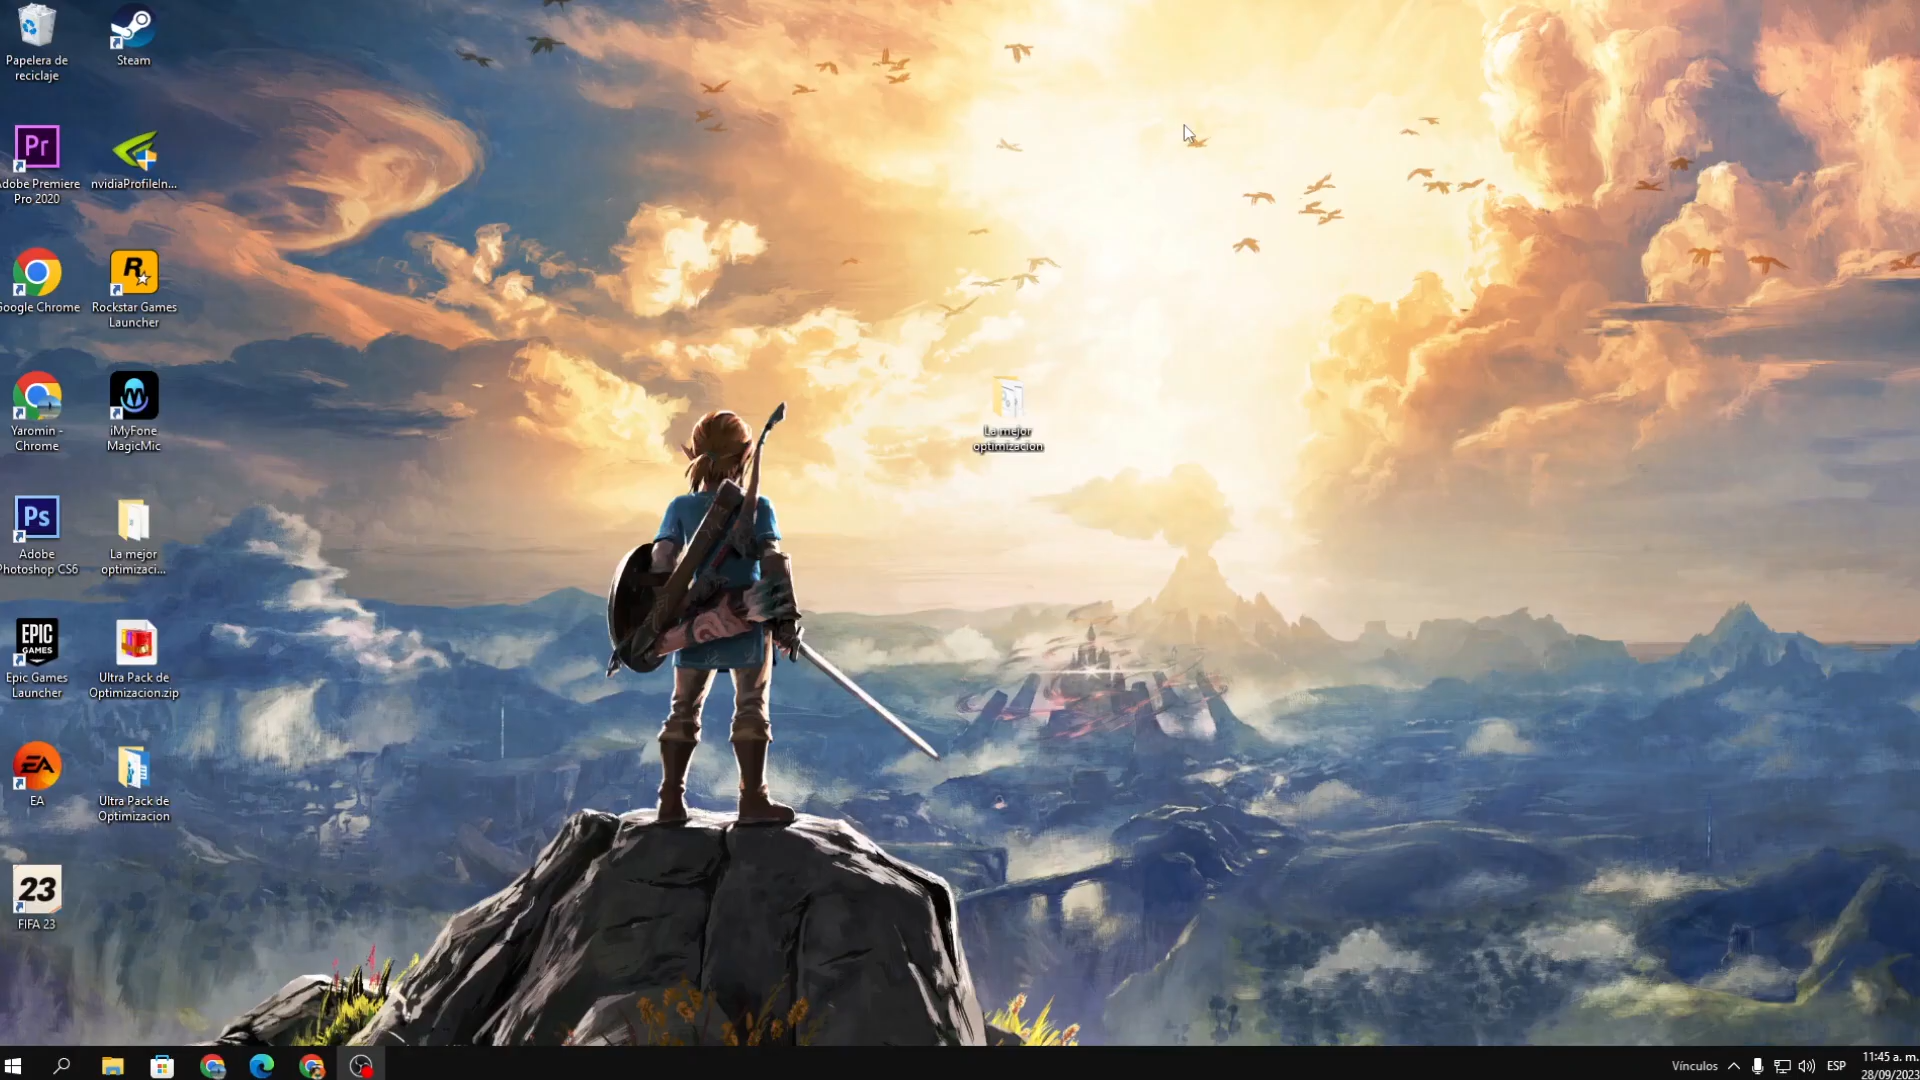 Papelera de
reciclaje
Steam
Pr
Adobe Premiere
Pro 2020
nvidiaProfileIn...
Google Chrome
R
Rockstar Games
Launcher
Yaromin -
Chrome
iMyFone
MagicMic
Ps
Adobe
Photoshop CS6
La mejor
optimizaci...
La mejor
optimizacion
EPIC
GAMES
Epic Games
Launcher
Ultra Pack de
Optimizacion.zip
EA
EA
Ultra Pack de
Optimizacion
23
FIFA 23
Vínculos
ESP
11:45 a. m.
28/09/2023